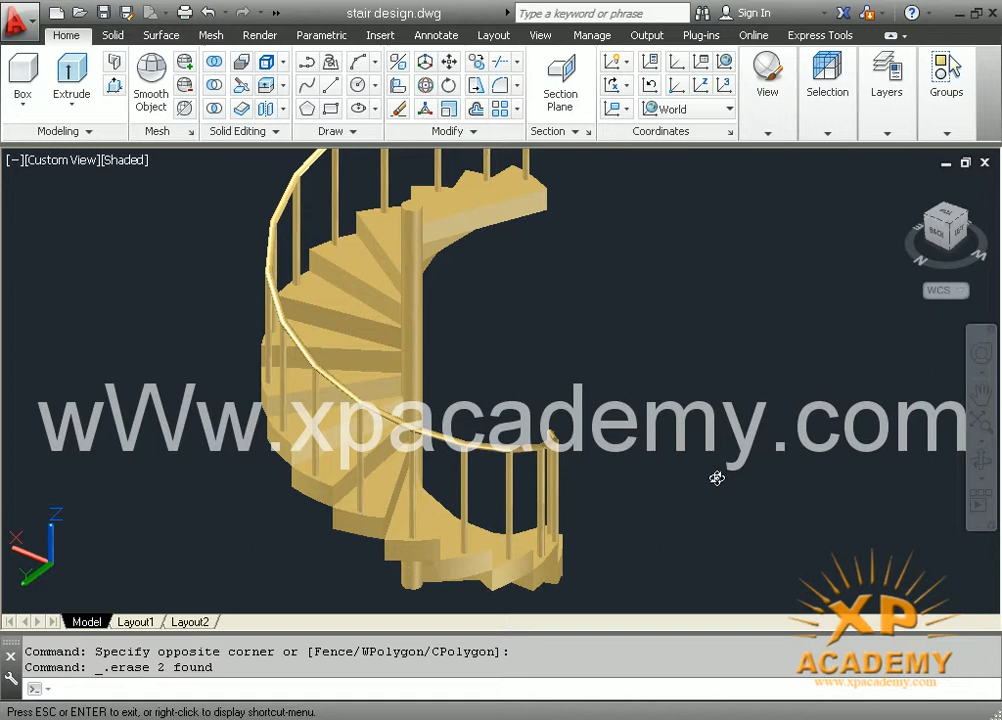 stair design.dwg
Type a keyword or phrase
Sign In
Home Solid Surface Mesh Render Parametric Insert Annotate Layout View Manage Output Plug-ins Online Express Tools
Box
Extrude
Smooth
Object
Section
Plane
World
View
Selection
Layers
Groups
Modeling
Mesh
Solid Editing
Draw
Modify
Section
Coordinates
[−][Custom View][Shaded]
BACK
LEFT
N
WCS
wWw.xpacademy.com
Z
X
Y
XP
ACADEMY
www.xpacademy.com
Model Layout1 Layout2
Command: Specify opposite corner or [Fence/WPolygon/CPolygon]:
Command: _.erase 2 found
Press ESC or ENTER to exit, or right-click to display shortcut-menu.